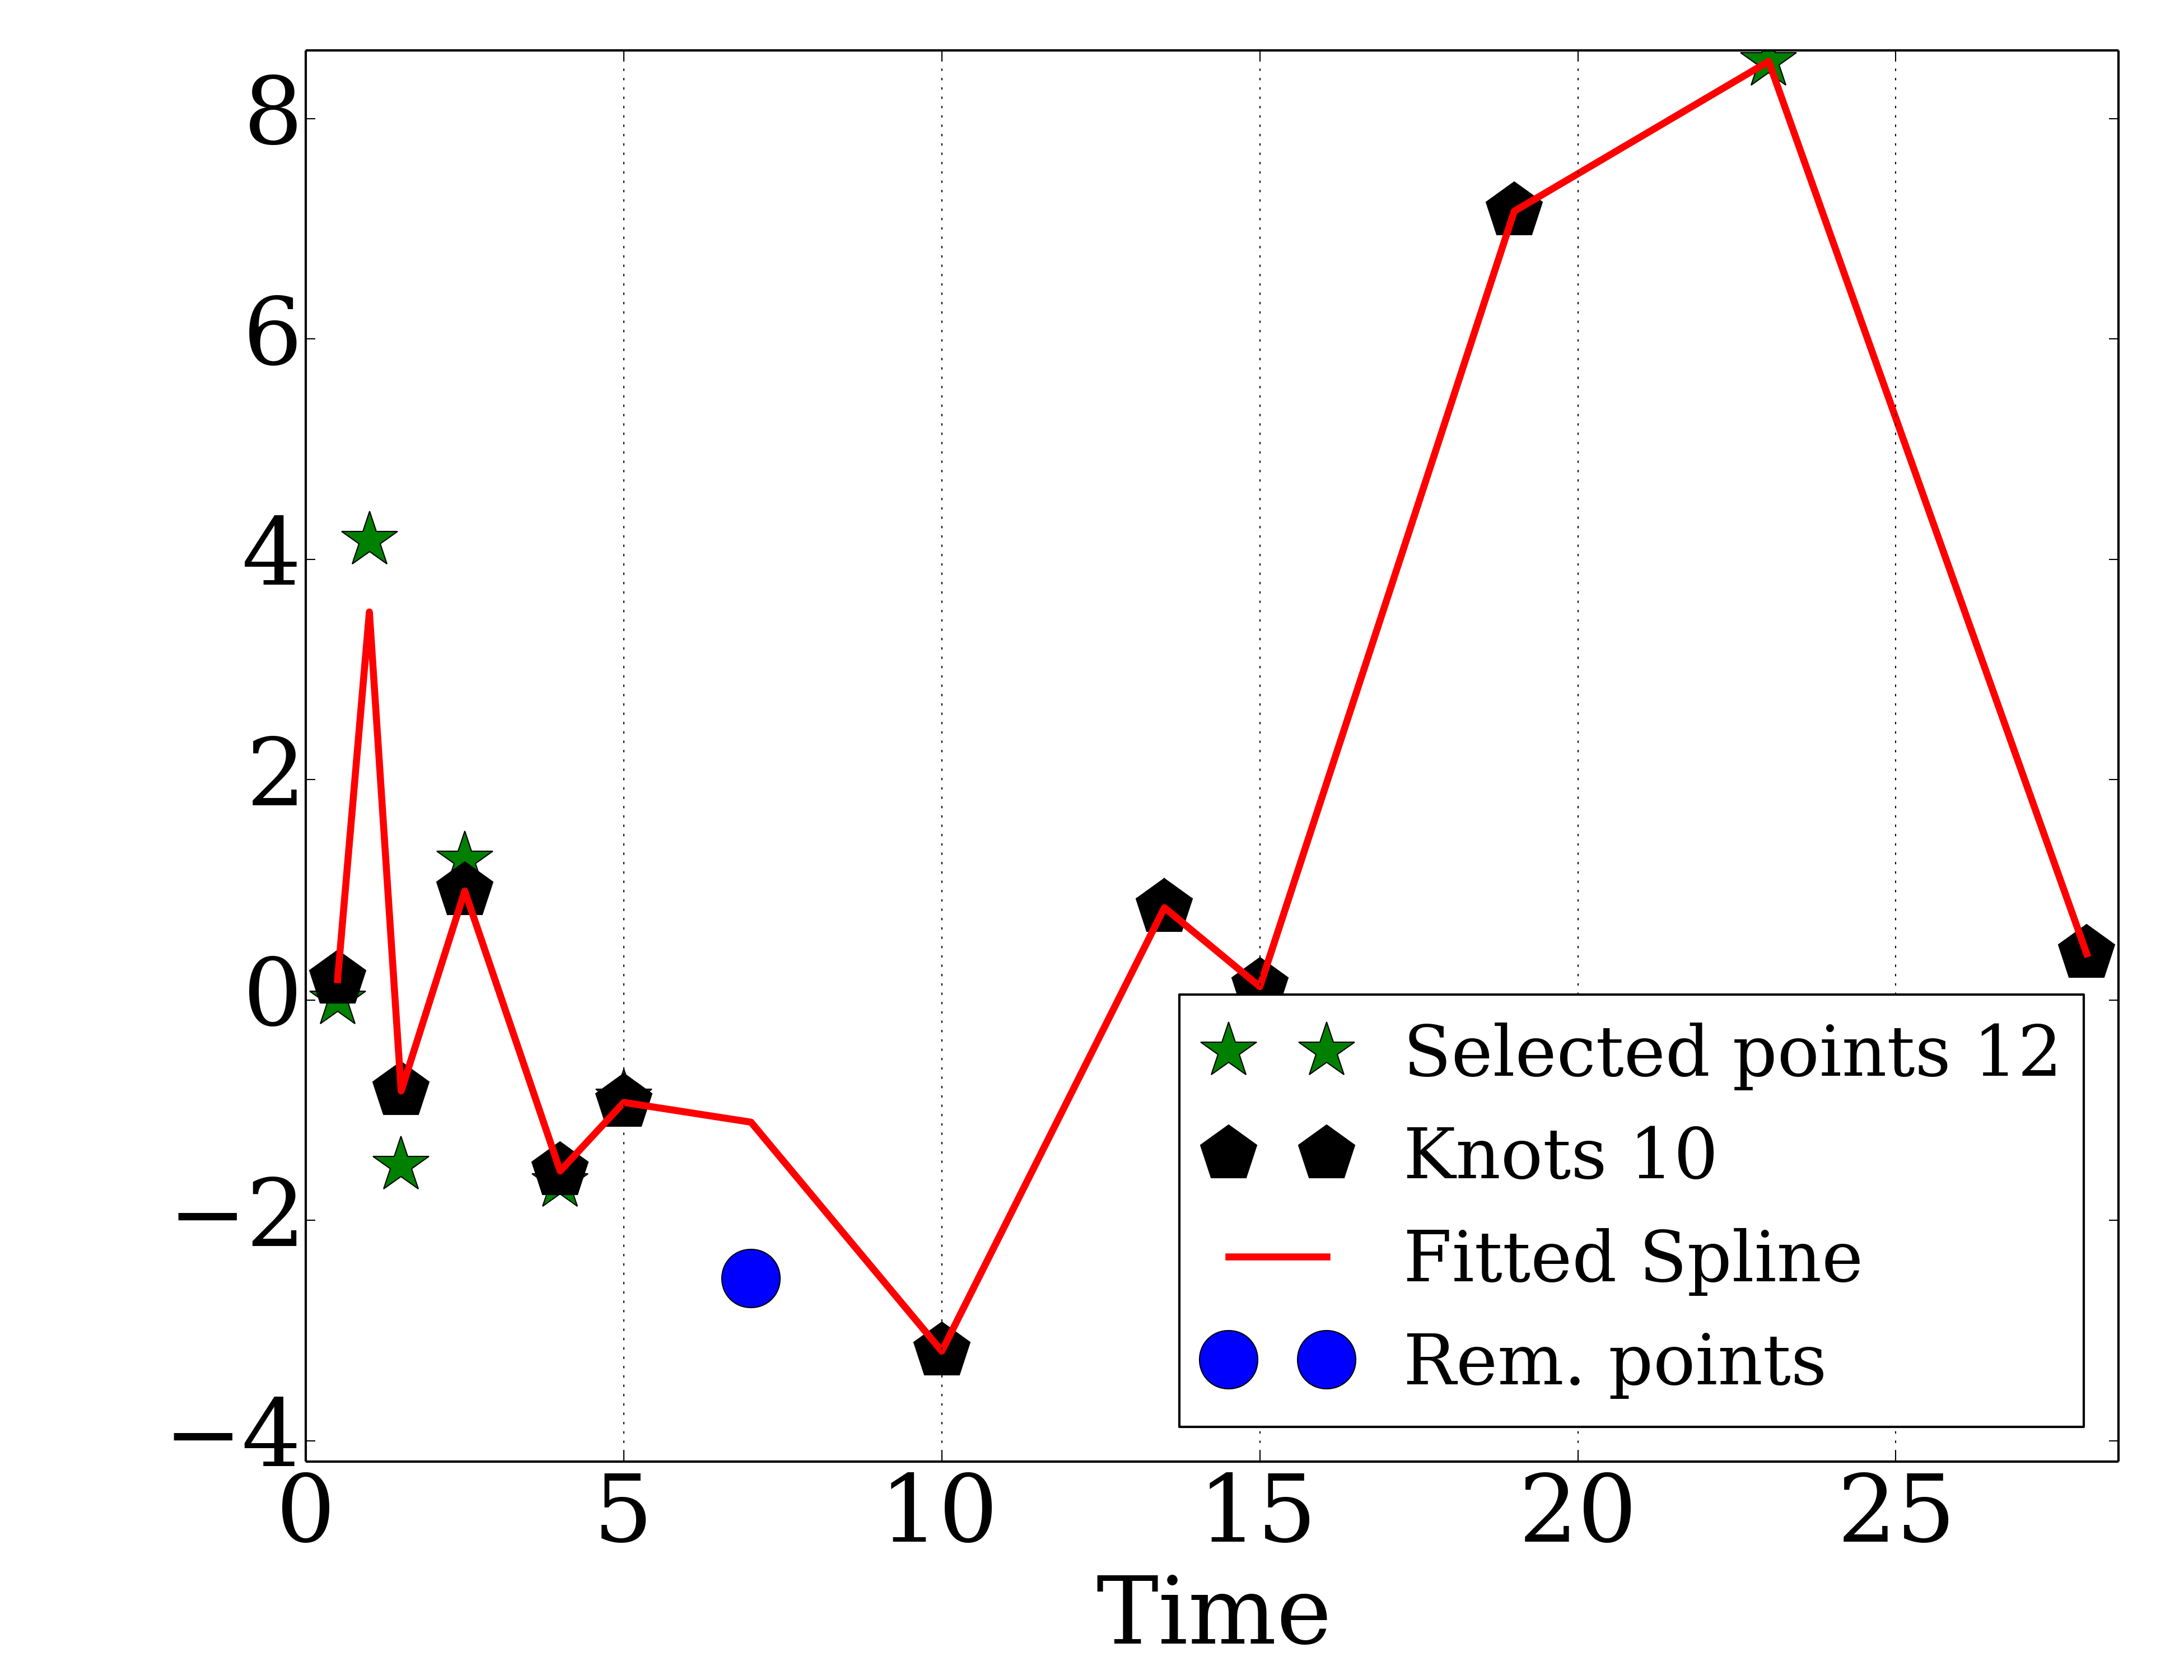 8
6
4
2
0
−2
−4
0 5 10 15 20 25
Time
Selected points 12
Knots 10
Fitted Spline
Rem. points